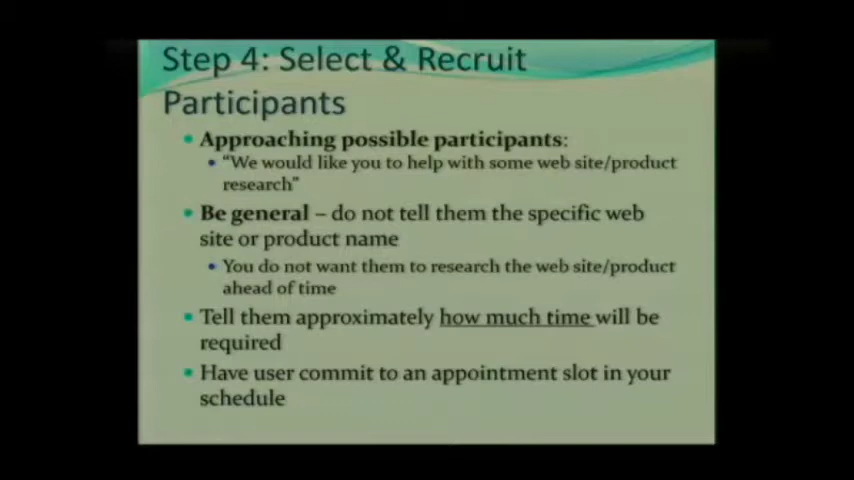 Step 4: Select & Recruit
Participants
• Approaching possible participants:
• “We would like you to help with some web site/product
research”
• Be general – do not tell them the specific web
site or product name
• You do not want them to research the web site/product
ahead of time
• Tell them approximately how much time will be
required
• Have user commit to an appointment slot in your
schedule